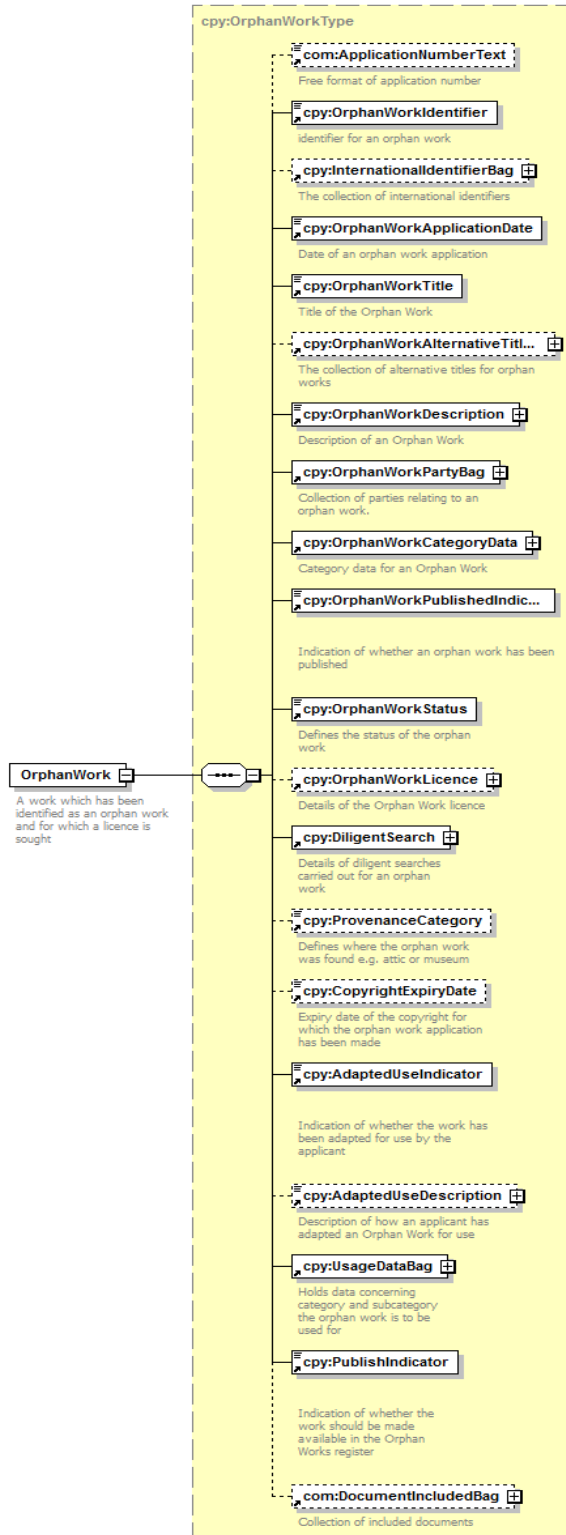 cpy:OrphanWorkType
com:ApplicationNumberText
Free format of application number
cpy:OrphanWorkIdentifier
identifier for an orphan work
cpy:InternationalIdentifierBag
The collection of international identifiers
cpy:OrphanWorkApplicationDate
Date of an orphan work application
cpy:OrphanWorkTitle
Title of the Orphan Work
cpy:OrphanWorkAlternativeTitl...
The collection of alternative titles for orphan
works
cpy:OrphanWorkDescription
Description of an Orphan Work
cpy:OrphanWorkPartyBag
Collection of parties relating to an
orphan work.
cpy:OrphanWorkCategoryData
Category data for an Orphan Work
cpy:OrphanWorkPublishedIndic...
Indication of whether an orphan work has been
published
cpy:OrphanWorkStatus
Defines the status of the orphan
work
OrphanWork
A work which has been
identified as an orphan work
and for which a licence is
sought
cpy:OrphanWorkLicence
Details of the Orphan Work licence
cpy:DiligentSearch
Details of diligent searches
carried out for an orphan
work
cpy:ProvenanceCategory
Defines where the orphan work
was found e.g. attic or museum
cpy:CopyrightExpiryDate
Expiry date of the copyright for
which the orphan work application
has been made
cpy:AdaptedUseIndicator
Indication of whether the work has
been adapted for use by the
applicant
cpy:AdaptedUseDescription
Description of how an applicant has
adapted an Orphan Work for use
cpy:UsageDataBag
Holds data concerning
category and subcategory
the orphan work is to be
used for
cpy:PublishIndicator
Indication of whether the
work should be made
available in the Orphan
Works register
com:DocumentIncludedBag
Collection of included documents